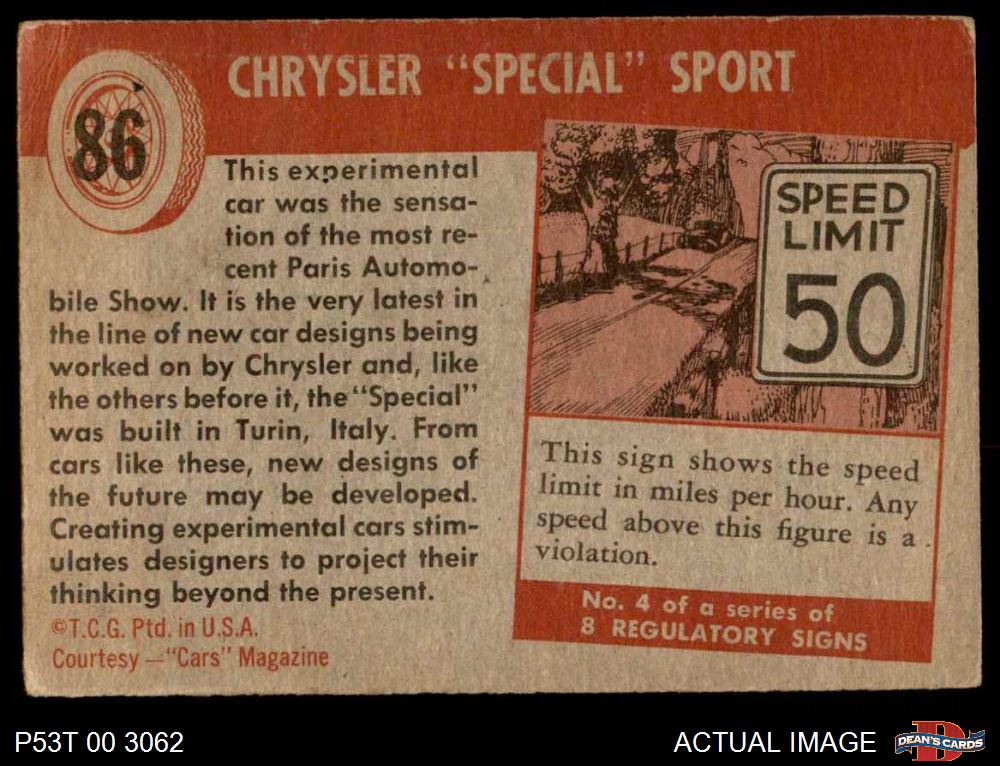 86
CHRYSLER "SPECIAL" SPORT
This experimental
car was the sensa-
tion of the most re-
cent Paris Automo-
bile Show. It is the very latest in
the line of new car designs being
worked on by Chrysler and, like
the others before it, the "Special"
was built in Turin, Italy. From
cars like these, new designs of
the future may be developed.
Creating experimental cars stim-
ulates designers to project their
thinking beyond the present.
©T.C.G. Ptd. in U.S.A.
Courtesy—"Cars" Magazine
SPEED
LIMIT
50
This sign shows the speed
limit in miles per hour. Any
speed above this figure is a
violation.
No. 4 of a series of
8 REGULATORY SIGNS
P53T 00 3062
ACTUAL IMAGE
DEAN'S CARDS